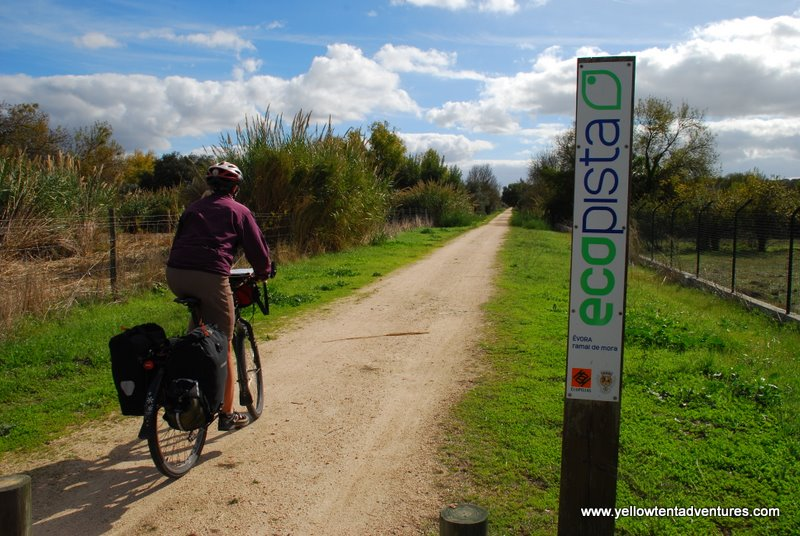 ecopista
ÉVORA
ramal de mora
www.yellowtentadventures.com